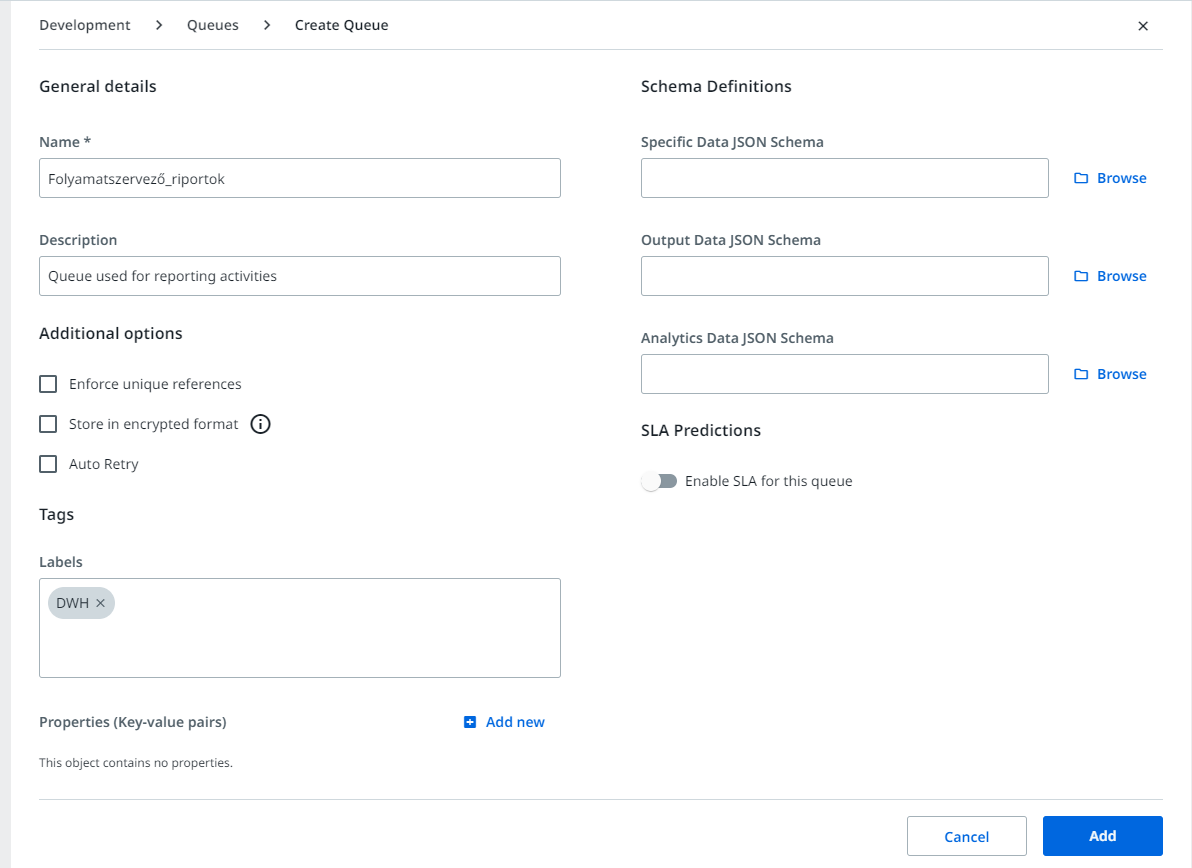 Development > Queues > Create Queue
General details
Name *
Folyamatszervező_riportok
Description
Queue used for reporting activities
Additional options
Enforce unique references
Store in encrypted format
Auto Retry
Tags
Labels
DWH
Properties (Key-value pairs)
Add new
This object contains no properties.
Schema Definitions
Specific Data JSON Schema
Browse
Output Data JSON Schema
Browse
Analytics Data JSON Schema
Browse
SLA Predictions
Enable SLA for this queue
Cancel
Add